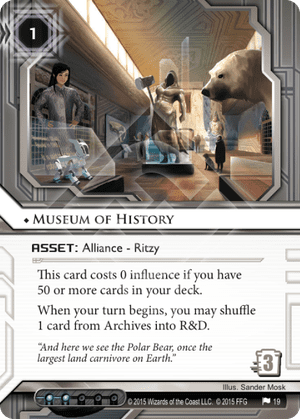 1
⬥ MUSEUM OF HISTORY
ASSET: Alliance - Ritzy
This card costs 0 influence if you have
50 or more cards in your deck.
When your turn begins, you may shuffle
1 card from Archives into R&D.
"And here we see the Polar Bear, once the
largest land carnivore on Earth."
3
Illus. Sander Mosk
© 2015 Wizards of the Coast LLC. © 2015 FFG
19